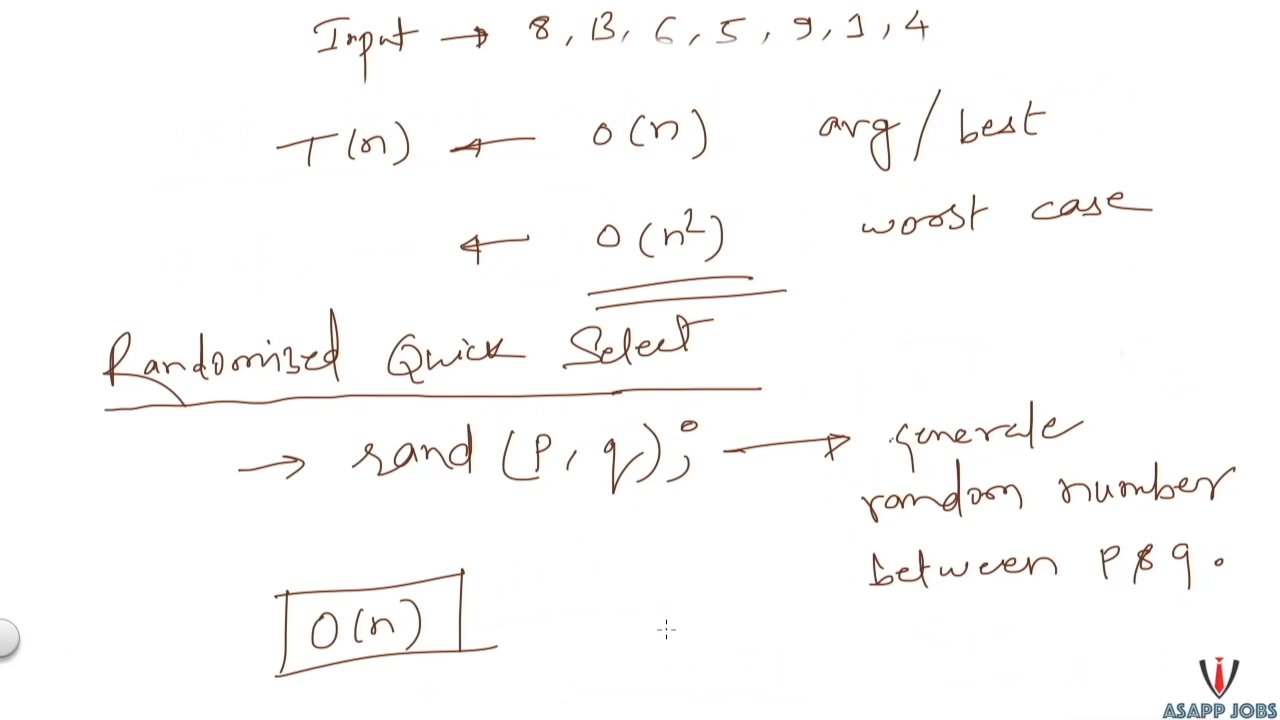 Input → 8, 13, 6, 5, 9, 1, 4
T(n) ← O(n) avg/best
← O(n²) worst case
Randomized Quick Select
→ rand (p, q); → generate
random number
between p & q.
O(n)
ASAPP JOBS